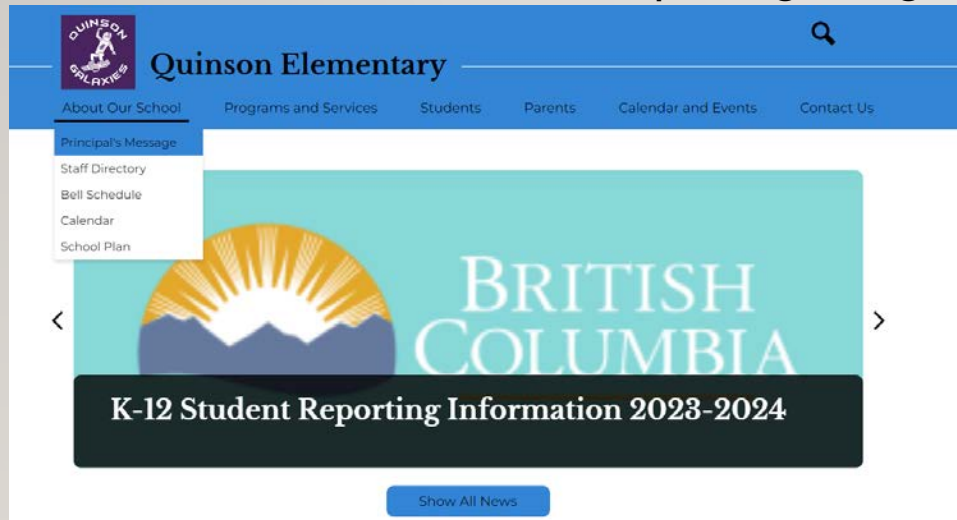 QUINSON
GALAXIES
Quinson Elementary
About Our School Programs and Services Students Parents Calendar and Events Contact Us
Principal's Message
Staff Directory
Bell Schedule
Calendar
School Plan
BRITISH
COLUMBIA
K-12 Student Reporting Information 2023-2024
Show All News